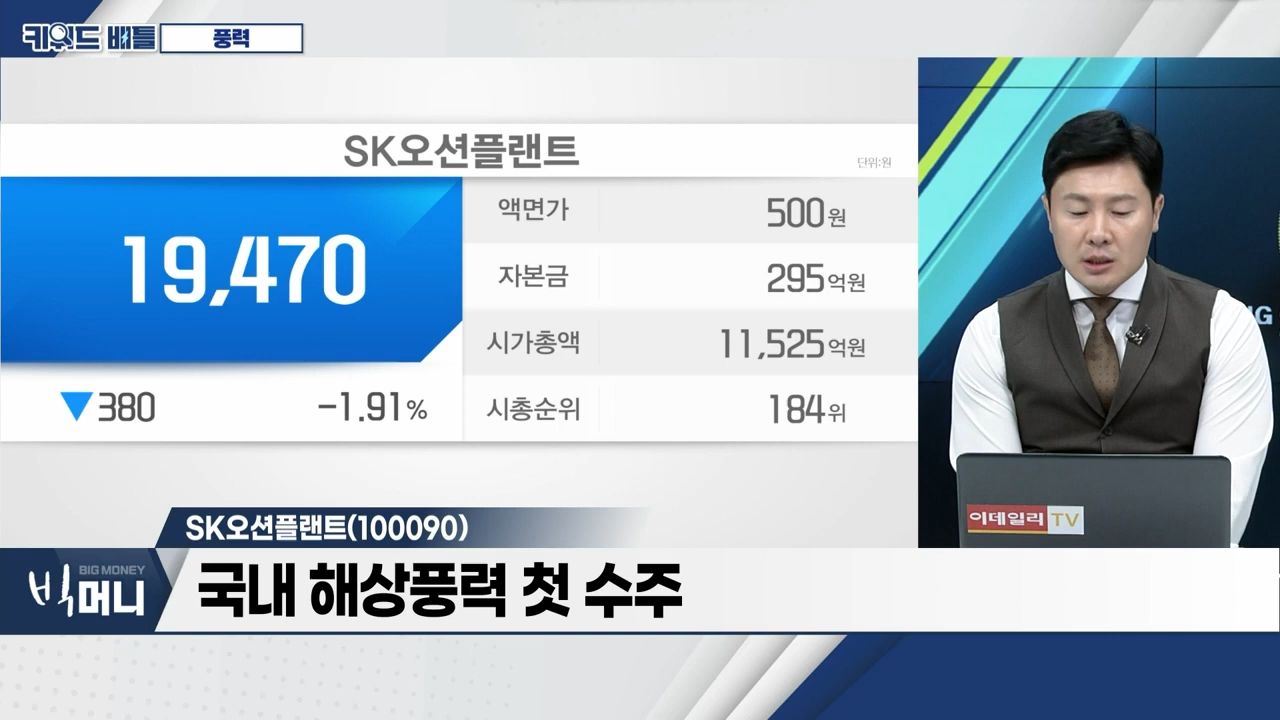 키워드 배틀 풍력
SK오션플랜트
단위:원
19,470
▼380 -1.91%
액면가 500원
자본금 295억원
시가총액 11,525억원
시총순위 184위
이데일리TV
SK오션플랜트(100090)
BIG MONEY
빅머니
국내 해상풍력 첫 수주